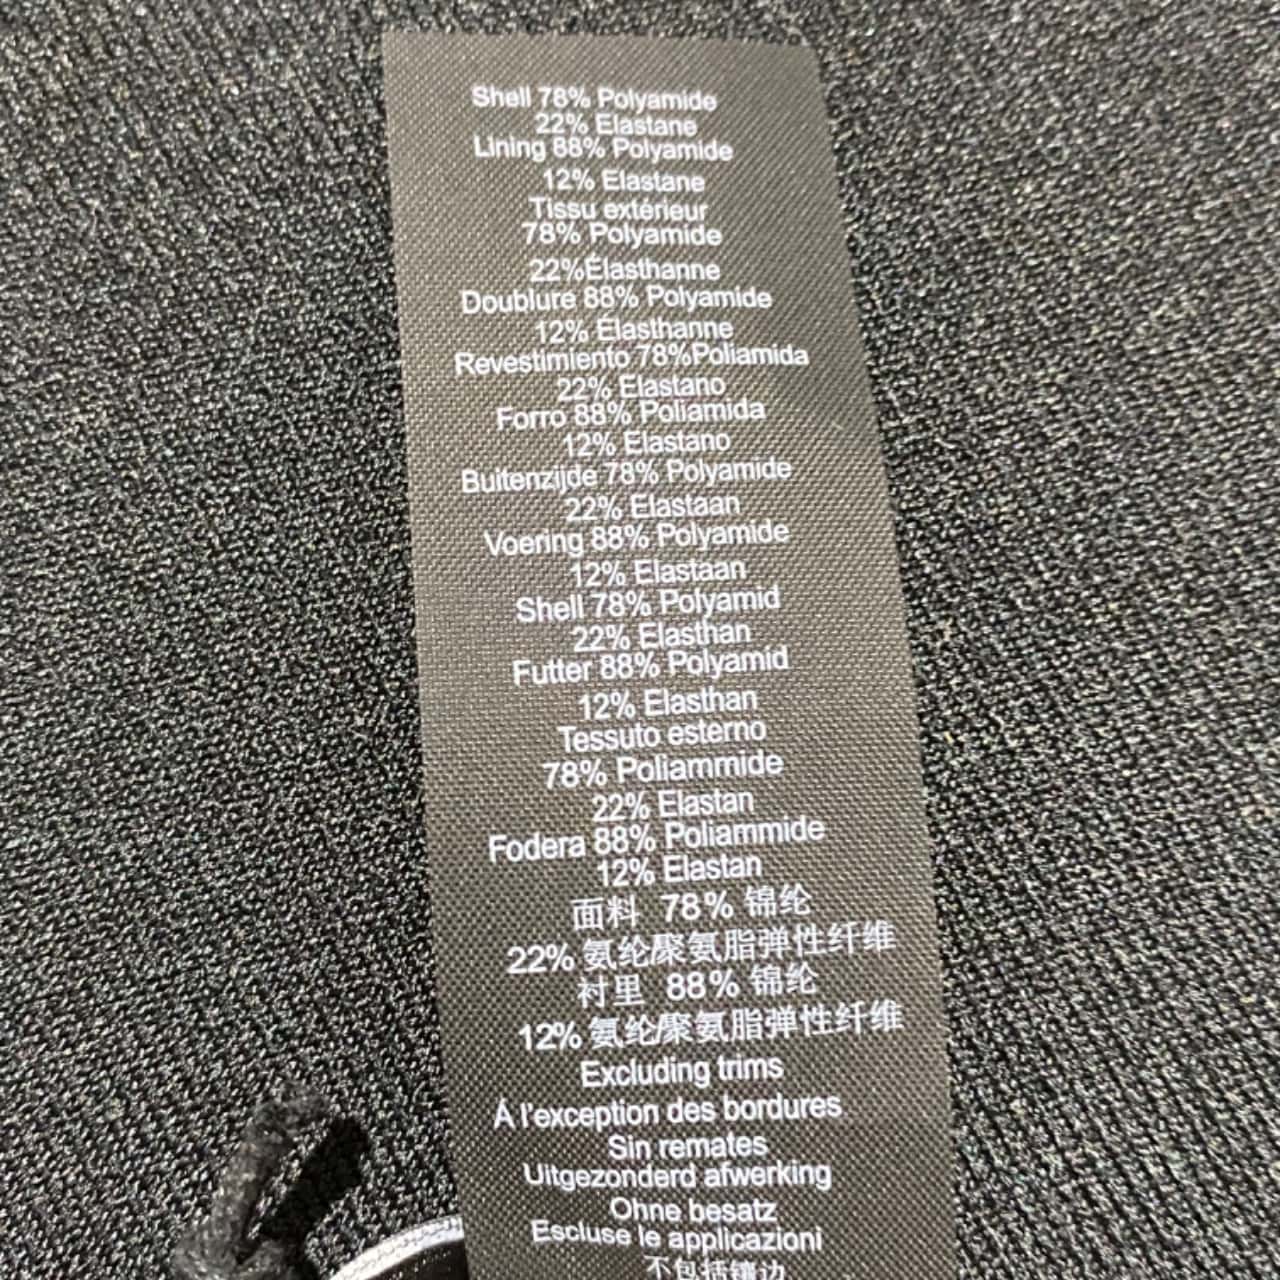 Shell 78% Polyamide
22% Elastane
Lining 88% Polyamide
12% Elastane
Tissu extérieur
78% Polyamide
22%Élasthanne
Doublure 88% Polyamide
12% Élasthanne
Revestimiento 78%Poliamida
22% Elastano
Forro 88% Poliamida
12% Elastano
Buitenzijde 78% Polyamide
22% Elastaan
Voering 88% Polyamide
12% Elastaan
Shell 78% Polyamid
22% Elasthan
Futter 88% Polyamid
12% Elasthan
Tessuto esterno
78% Poliammide
22% Elastan
Fodera 88% Poliammide
12% Elastan
面料 78% 锦纶
22% 氨纶/聚氨脂弹性纤维
衬里 88% 锦纶
12% 氨纶/聚氨脂弹性纤维
Excluding trims
Á l'exception des bordures
Sin remates
Uitgezonderd afwerking
Ohne besatz
Escluse le applicazioni
不包括镶边